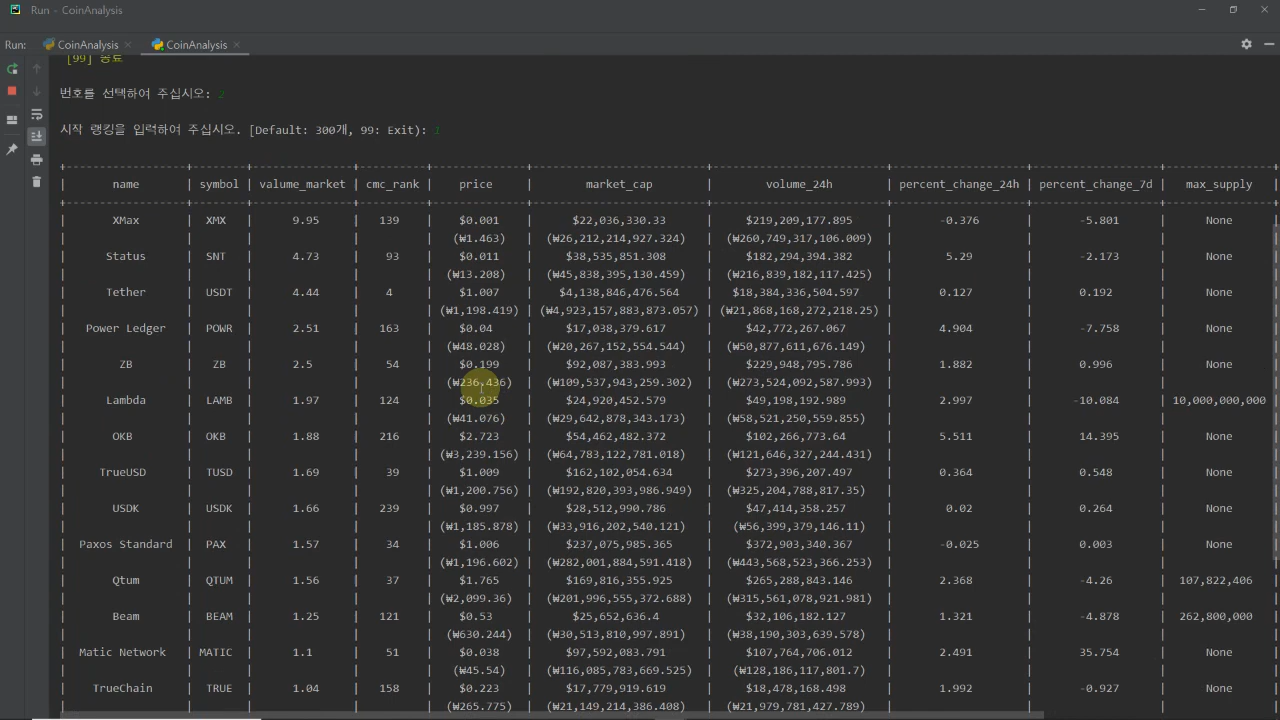 Run - CoinAnalysis
Run: CoinAnalysis CoinAnalysis
[99] 종료
번호를 선택하여 주십시오: 2
시작 랭킹을 입력하여 주십시오. [Default: 300개, 99: Exit): 1
| name | symbol | valume_market | cmc_rank | price | market_cap | volume_24h | percent_change_24h | percent_change_7d | max_supply |
| XMax | XMX | 9.95 | 139 | $0.001 | $22,036,330.33 | $219,209,177.895 | -0.376 | -5.801 | None |
| | | | | (₩1.463) | (₩26,212,214,927.324) | (₩260,749,317,106.009) | | | |
| Status | SNT | 4.73 | 93 | $0.011 | $38,535,851.308 | $182,294,394.382 | 5.29 | -2.173 | None |
| | | | | (₩13.208) | (₩45,838,395,130.459) | (₩216,839,182,117.425) | | | |
| Tether | USDT | 4.44 | 4 | $1.007 | $4,138,846,476.564 | $18,384,336,504.597 | 0.127 | 0.192 | None |
| | | | | (₩1,198.419) | (₩4,923,157,883,873.057) | (₩21,868,168,272,218.25) | | | |
| Power Ledger | POWR | 2.51 | 163 | $0.04 | $17,038,379.617 | $42,772,267.067 | 4.904 | -7.758 | None |
| | | | | (₩48.028) | (₩20,267,152,554.544) | (₩50,877,611,676.149) | | | |
| ZB | ZB | 2.5 | 54 | $0.199 | $92,087,383.993 | $229,948,795.786 | 1.882 | 0.996 | None |
| | | | | (₩236.436) | (₩109,537,943,259.302) | (₩273,524,092,587.993) | | | |
| Lambda | LAMB | 1.97 | 124 | $0.035 | $24,920,452.579 | $49,198,192.989 | 2.997 | -10.084 | 10,000,000,000 |
| | | | | (₩41.076) | (₩29,642,878,343.173) | (₩58,521,250,559.855) | | | |
| OKB | OKB | 1.88 | 216 | $2.723 | $54,462,482.372 | $102,266,773.64 | 5.511 | 14.395 | None |
| | | | | (₩3,239.156) | (₩64,783,122,781.018) | (₩121,646,327,244.431) | | | |
| TrueUSD | TUSD | 1.69 | 39 | $1.009 | $162,102,054.634 | $273,396,207.497 | 0.364 | 0.548 | None |
| | | | | (₩1,200.756) | (₩192,820,393,986.949) | (₩325,204,788,817.35) | | | |
| USDK | USDK | 1.66 | 239 | $0.997 | $28,512,990.786 | $47,414,358.257 | 0.02 | 0.264 | None |
| | | | | (₩1,185.878) | (₩33,916,202,540.121) | (₩56,399,379,146.11) | | | |
| Paxos Standard | PAX | 1.57 | 34 | $1.006 | $237,075,985.365 | $372,903,340.367 | -0.025 | 0.003 | None |
| | | | | (₩1,196.602) | (₩282,001,884,591.418) | (₩443,568,523,366.253) | | | |
| Qtum | QTUM | 1.56 | 37 | $1.765 | $169,816,355.925 | $265,288,843.146 | 2.368 | -4.26 | 107,822,406 |
| | | | | (₩2,099.36) | (₩201,996,555,372.688) | (₩315,561,078,921.981) | | | |
| Beam | BEAM | 1.25 | 121 | $0.53 | $25,652,636.4 | $32,106,182.127 | 1.321 | -4.878 | 262,800,000 |
| | | | | (₩630.244) | (₩30,513,810,997.891) | (₩38,190,303,639.578) | | | |
| Matic Network | MATIC | 1.1 | 51 | $0.038 | $97,592,083.791 | $107,764,706.012 | 2.491 | 35.754 | None |
| | | | | (₩45.54) | (₩116,085,783,669.525) | (₩128,186,117,801.7) | | | |
| TrueChain | TRUE | 1.04 | 158 | $0.223 | $17,779,919.619 | $18,478,168.498 | 1.992 | -0.927 | None |
| | | | | (₩265.775) | (₩21,149,214,386.408) | (₩21,979,781,427.789) | | | |